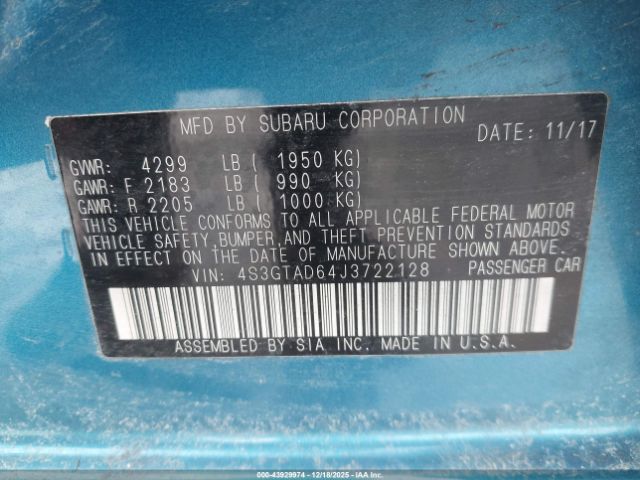 MFD BY SUBARU CORPORATION
DATE: 11/17
GVWR: 4299 LB ( 1950 KG)
GAWR: F 2183 LB ( 990 KG)
GAWR: R 2205 LB ( 1000 KG)
THIS VEHICLE CONFORMS TO ALL APPLICABLE FEDERAL MOTOR
VEHICLE SAFETY, BUMPER, AND THEFT PREVENTION STANDARDS
IN EFFECT ON THE DATE OF MANUFACTURE SHOWN ABOVE.
VIN: 4S3GTAD64J3722128 PASSENGER CAR
ASSEMBLED BY SIA INC. MADE IN U.S.A.
000-43929974 | 12/18/2025 - IAA, Inc.